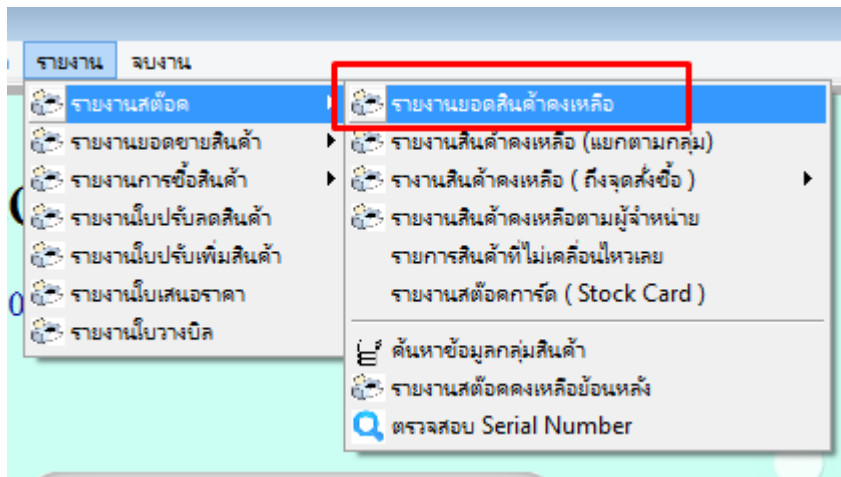 รายงาน จบงาน
รายงานสต๊อค
รายงานยอดขายสินค้า
รายงานการซื้อสินค้า
รายงานใบปรับลดสินค้า
รายงานใบปรับเพิ่มสินค้า
รายงานใบเสนอราคา
รายงานใบวางบิล
รายงานยอดสินค้าคงเหลือ
รายงานสินค้าคงเหลือ (แยกตามกลุ่ม)
รางานสินค้าคงเหลือ ( ถึงจุดสั่งซื้อ )
รายงานสินค้าคงเหลือตามผู้จำหน่าย
รายการสินค้าที่ไม่เคลื่อนไหวเลย
รายงานสต๊อคการ์ด ( Stock Card )
ค้นหาข้อมูลกลุ่มสินค้า
รายงานสต๊อคคงเหลือย้อนหลัง
ตรวจสอบ Serial Number